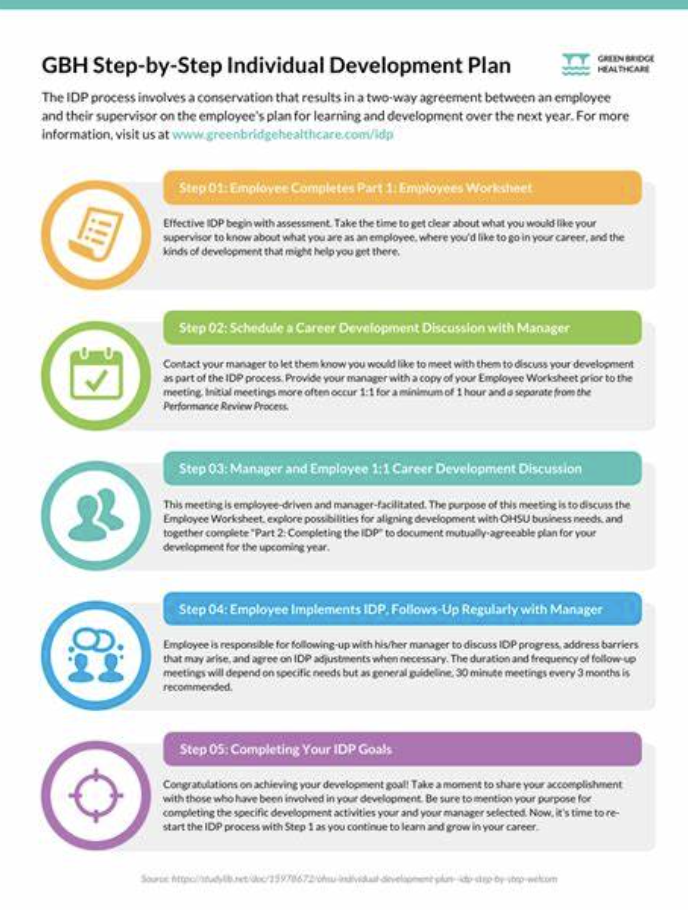 GBH Step-by-Step Individual Development Plan
GREEN BRIDGE
HEALTHCARE
The IDP process involves a conservation that results in a two-way agreement between an employee
and their supervisor on the employee's plan for learning and development over the next year. For more
information, visit us at www.greenbridgehealthcare.com/idp
Step 01: Employee Completes Part 1: Employees Worksheet
Effective IDP begin with assessment. Take the time to get clear about what you would like your
supervisor to know about what you are as an employee, where you'd like to go in your career, and the
kinds of development that might help you get there.
Step 02: Schedule a Career Development Discussion with Manager
Contact your manager to let them know you would like to meet with them to discuss your development
as part of the IDP process. Provide your manager with a copy of your Employee Worksheet prior to the
meeting. Initial meetings more often occur 1:1 for a minimum of 1 hour and a separate from the
Performance Review Process.
Step 03: Manager and Employee 1:1 Career Development Discussion
This meeting is employee-driven and manager-facilitated. The purpose of this meeting is to discuss the
Employee Worksheet, explore possibilities for aligning development with OHSU business needs, and
together complete "Part 2: Completing the IDP" to document mutually-agreeable plan for your
development for the upcoming year.
Step 04: Employee Implements IDP, Follows-Up Regularly with Manager
Employee is responsible for following-up with his/her manager to discuss IDP progress, address barriers
that may arise, and agree on IDP adjustments when necessary. The duration and frequency of follow-up
meetings will depend on specific needs but as general guideline, 30 minute meetings every 3 months is
recommended.
Step 05: Completing Your IDP Goals
Congratulations on achieving your development goal! Take a moment to share your accomplishment
with those who have been involved in your development. Be sure to mention your purpose for
completing the specific development activities your and your manager selected. Now, it's time to re-
start the IDP process with Step 1 as you continue to learn and grow in your career.
Source: https://studylib.net/doc/15978672/ohsu-individual-development-plan--idp-step-by-step-welcom